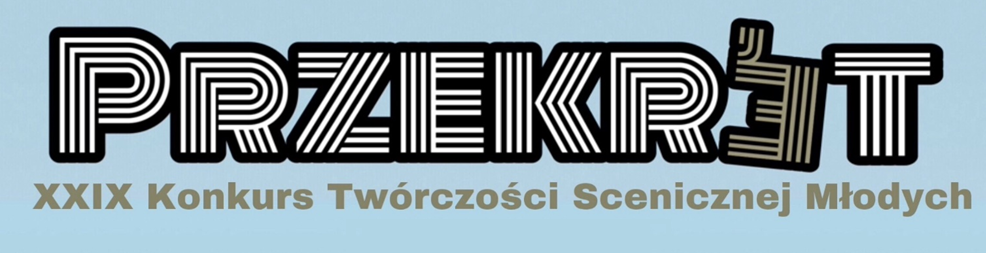 PRZEKRĘT
XXIX Konkurs Twórczości Scenicznej Młodych